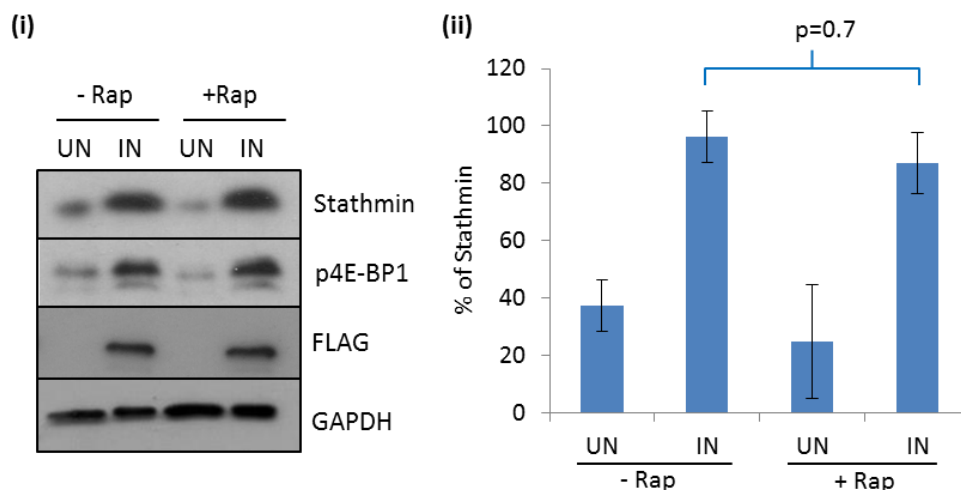 (i)
- Rap +Rap
UN IN UN IN
Stathmin
p4E-BP1
FLAG
GAPDH
(ii)
p=0.7
% of Stathmin
120
100
80
60
40
20
0
UN IN UN IN
- Rap + Rap